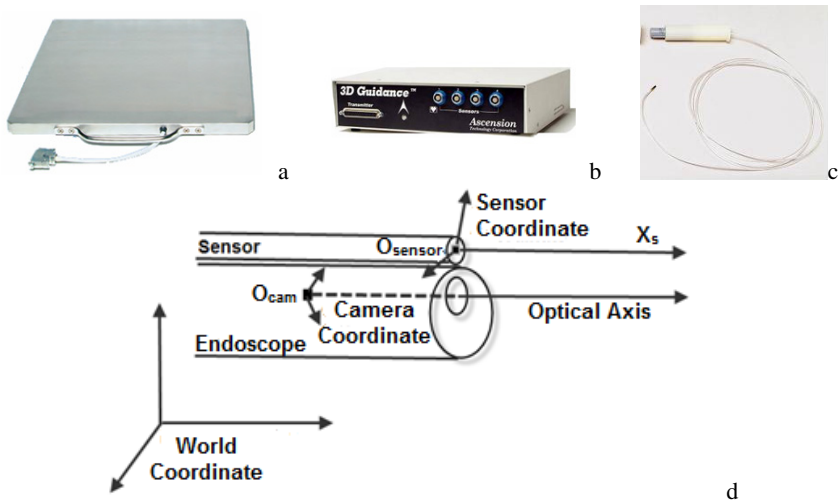 3D Guidance™
Transmitter
Sensors
Ascension
Technology Corporation
a
b
c
Sensor
Coordinate
Sensor
Osensor
Xs
Ocam
Camera
Coordinate
Optical Axis
Endoscope
World
Coordinate
d